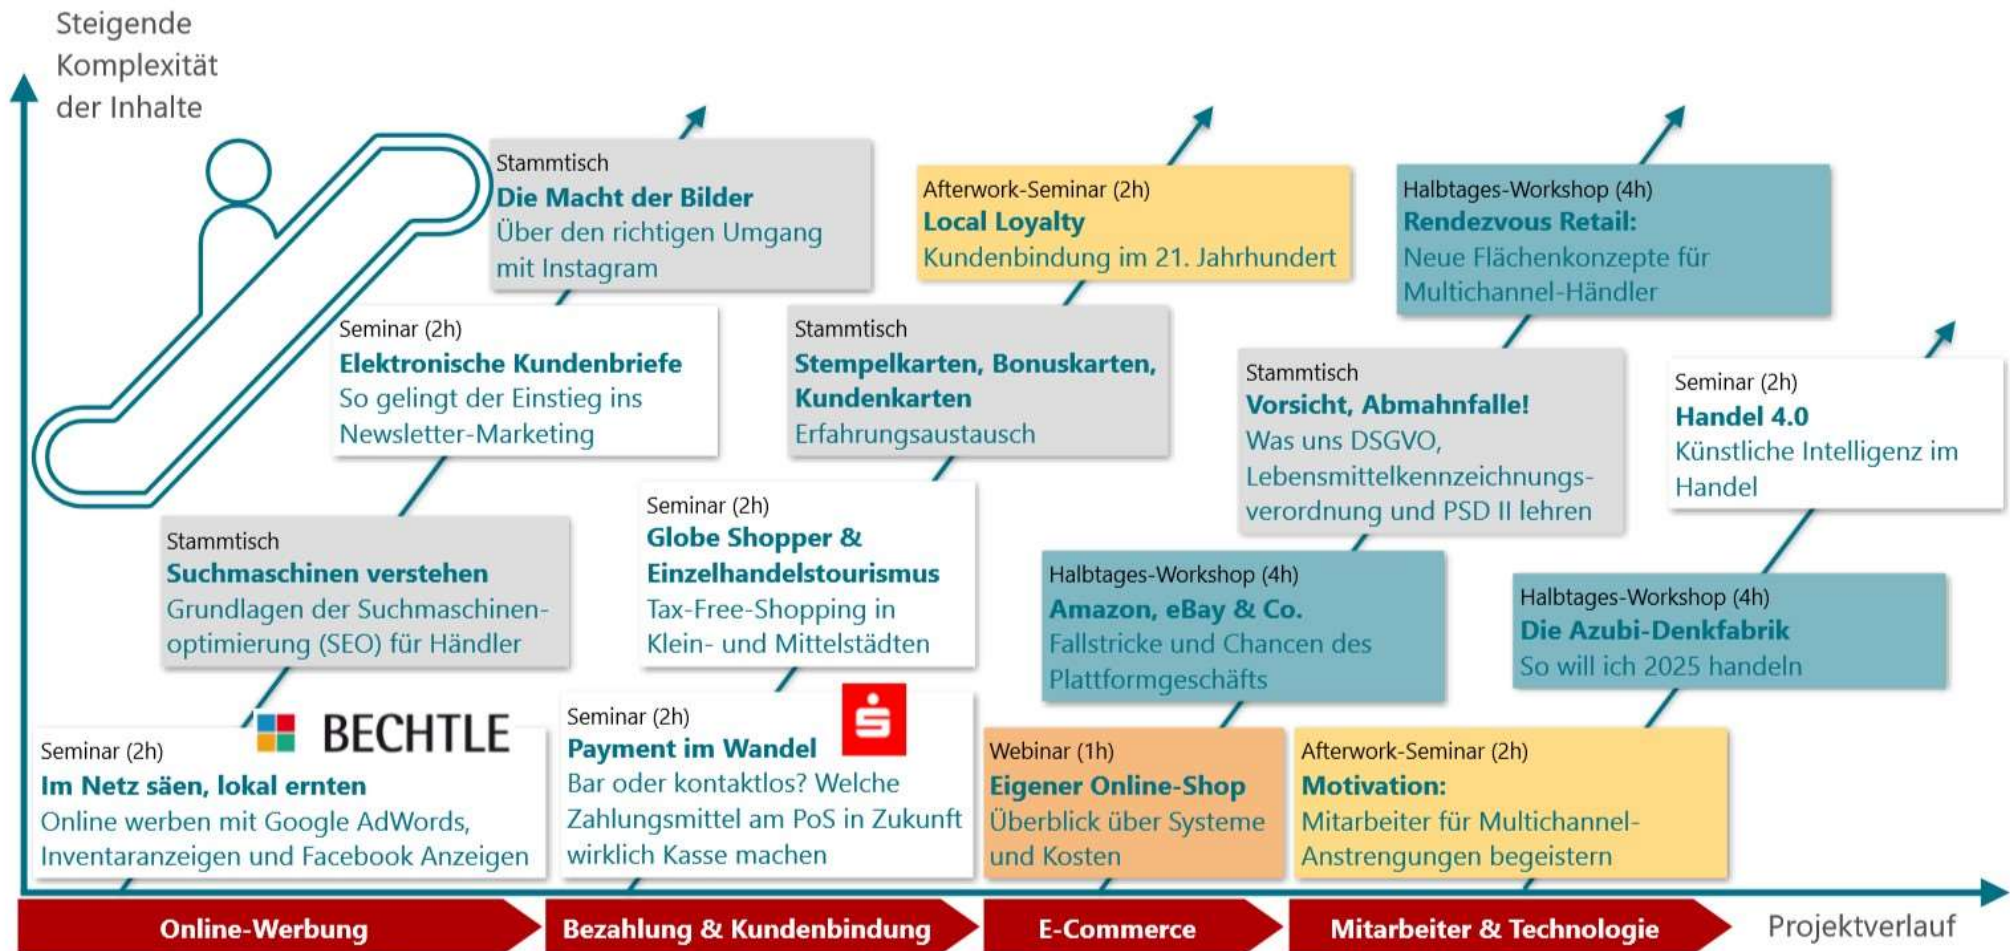 Steigende
Komplexität
der Inhalte
Stammtisch
Die Macht der Bilder
Über den richtigen Umgang
mit Instagram
Seminar (2h)
Elektronische Kundenbriefe
So gelingt der Einstieg ins
Newsletter-Marketing
Stammtisch
Suchmaschinen verstehen
Grundlagen der Suchmaschinen-
optimierung (SEO) für Händler
BECHTLE
Seminar (2h)
Im Netz säen, lokal ernten
Online werben mit Google AdWords,
Inventaranzeigen und Facebook Anzeigen
Afterwork-Seminar (2h)
Local Loyalty
Kundenbindung im 21. Jahrhundert
Stammtisch
Stempelkarten, Bonuskarten,
Kundenkarten
Erfahrungsaustausch
Seminar (2h)
Globe Shopper &
Einzelhandelstourismus
Tax-Free-Shopping in
Klein- und Mittelstädten
Seminar (2h)
Payment im Wandel
Bar oder kontaktlos? Welche
Zahlungsmittel am PoS in Zukunft
wirklich Kasse machen
Halbtages-Workshop (4h)
Rendezvous Retail:
Neue Flächenkonzepte für
Multichannel-Händler
Stammtisch
Vorsicht, Abmahnfalle!
Was uns DSGVO,
Lebensmittelkennzeichnungs-
verordnung und PSD II lehren
Halbtages-Workshop (4h)
Amazon, eBay & Co.
Fallstricke und Chancen des
Plattformgeschäfts
Webinar (1h)
Eigener Online-Shop
Überblick über Systeme
und Kosten
Seminar (2h)
Handel 4.0
Künstliche Intelligenz im
Handel
Halbtages-Workshop (4h)
Die Azubi-Denkfabrik
So will ich 2025 handeln
Afterwork-Seminar (2h)
Motivation:
Mitarbeiter für Multichannel-
Anstrengungen begeistern
Online-Werbung
Bezahlung & Kundenbindung
E-Commerce
Mitarbeiter & Technologie
Projektverlauf